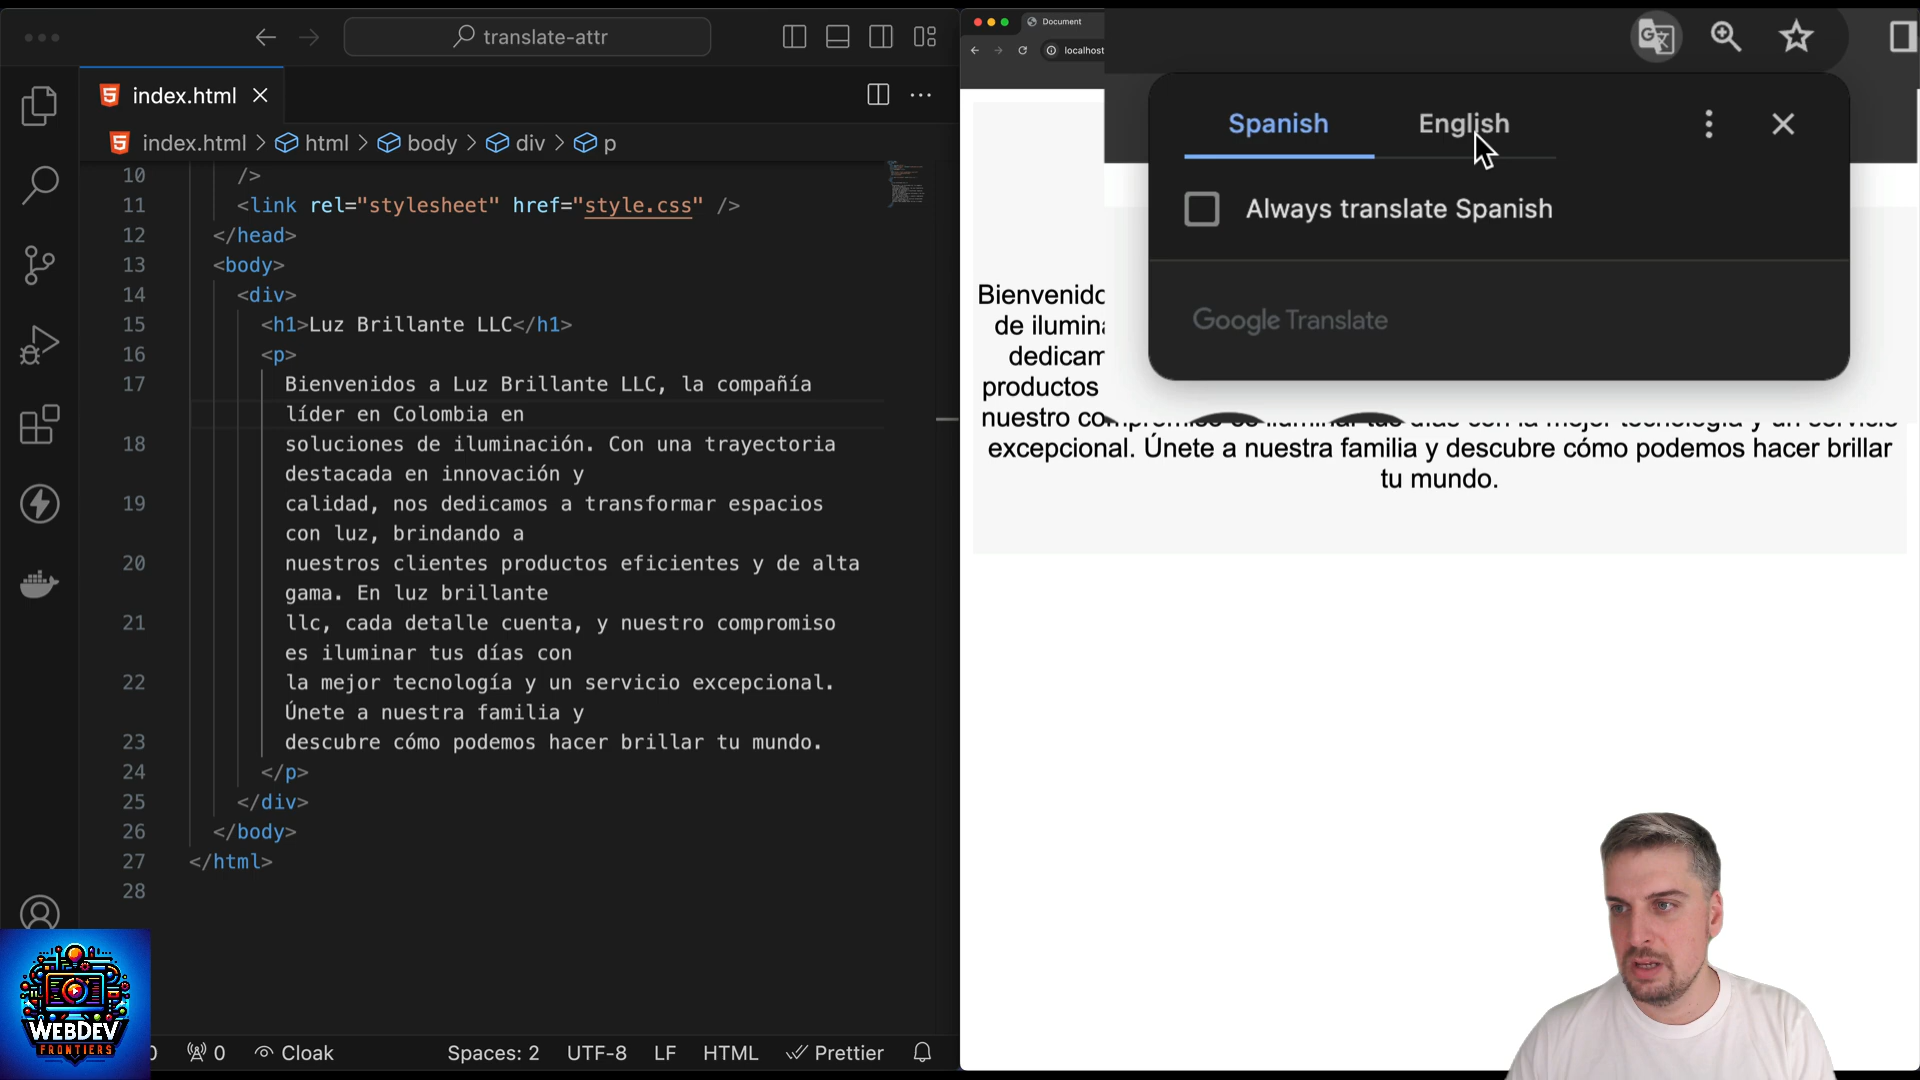 translate-attr
index.html
index.html > html > body > div > p
10 />
11 <link rel="stylesheet" href="style.css" />
12 </head>
13 <body>
14 <div>
15 <h1>Luz Brillante LLC</h1>
16 <p>
17 Bienvenidos a Luz Brillante LLC, la compañía
líder en Colombia en
18 soluciones de iluminación. Con una trayectoria
destacada en innovación y
19 calidad, nos dedicamos a transformar espacios
con luz, brindando a
20 nuestros clientes productos eficientes y de alta
gama. En luz brillante
21 llc, cada detalle cuenta, y nuestro compromiso
es iluminar tus días con
22 la mejor tecnología y un servicio excepcional.
Únete a nuestra familia y
23 descubre cómo podemos hacer brillar tu mundo.
24 </p>
25 </div>
26 </body>
27 </html>
28
WEBDEV
FRONTIERS
0
Cloak
Spaces: 2
UTF-8
LF
HTML
Prettier
Document
localhost
Spanish
English
Always translate Spanish
Google Translate
de
productos
nuestro
excepcional. Únete a nuestra familia y descubre cómo podemos hacer brillar
tu mundo.